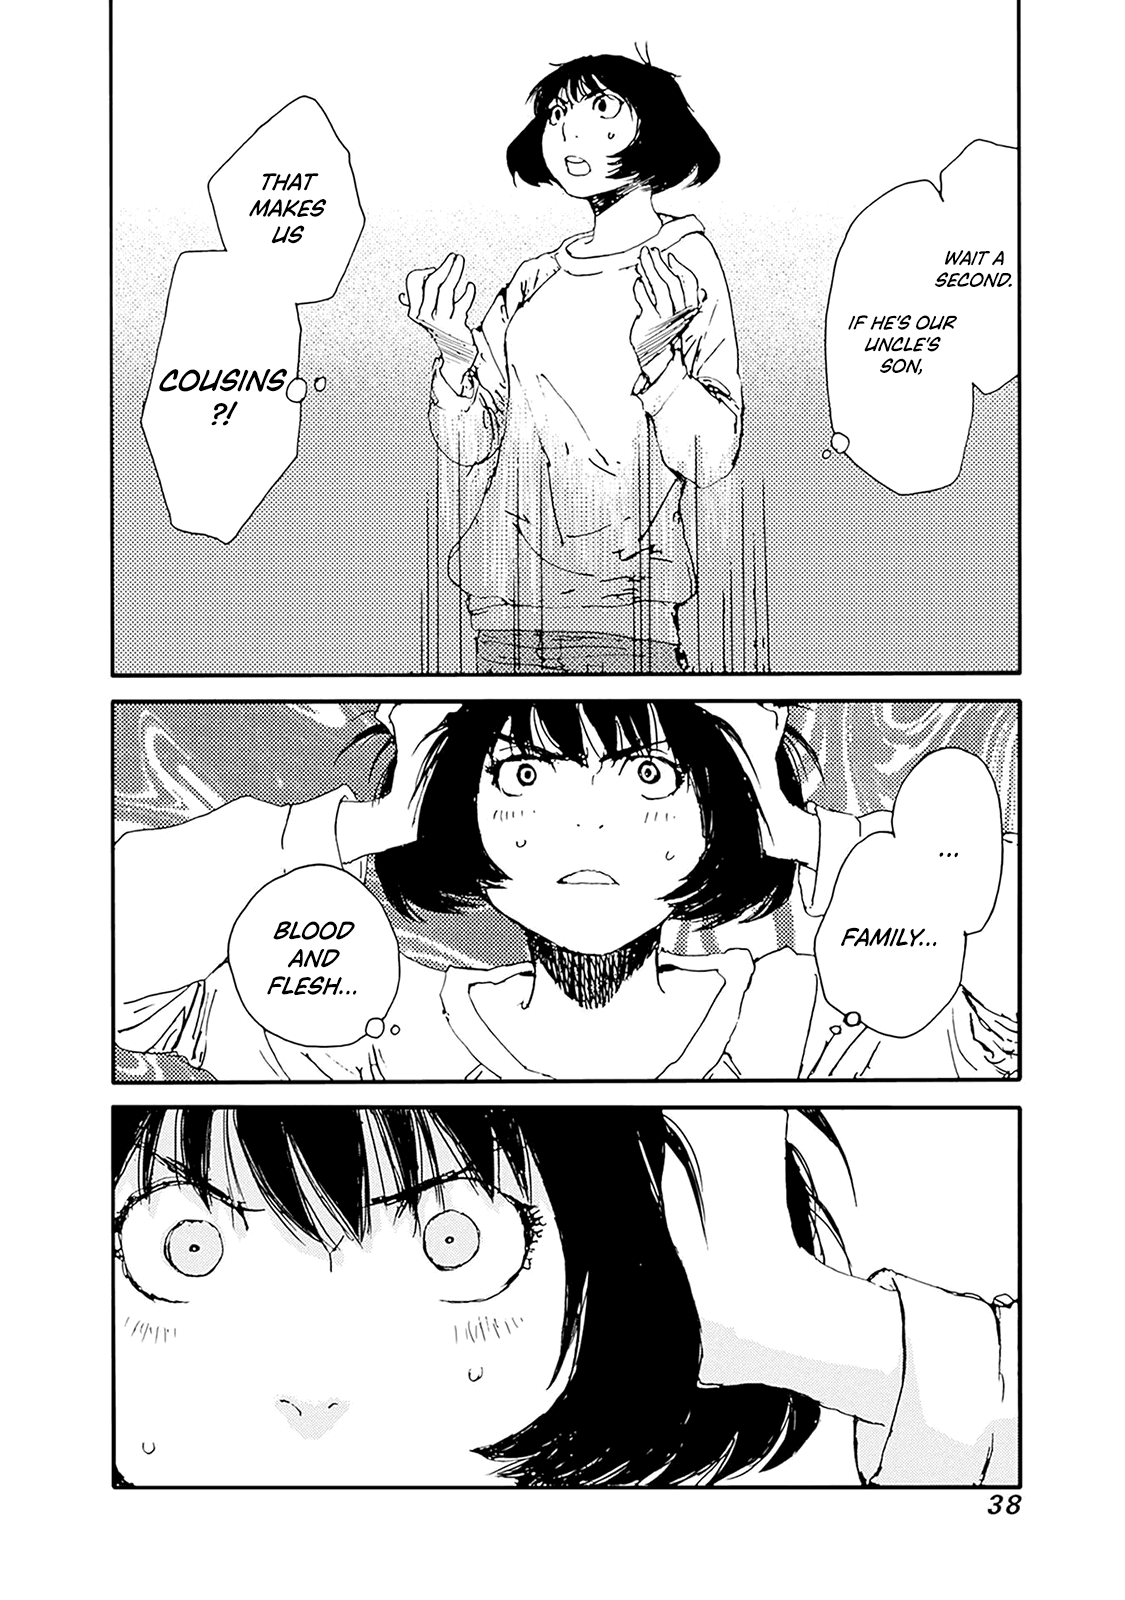 WAIT A
SECOND.
IF HE'S OUR
UNCLE'S
SON,
THAT
MAKES
US
COUSINS
?!
...
FAMILY...
BLOOD
AND
FLESH...
38